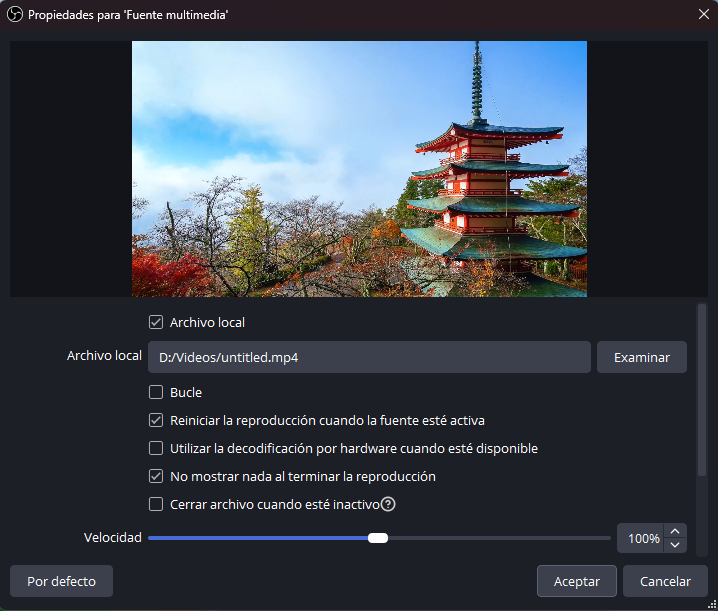 Propiedades para 'Fuente multimedia'
Archivo local
Archivo local D:/Videos/untitled.mp4 Examinar
Bucle
Reiniciar la reproducción cuando la fuente esté activa
Utilizar la decodificación por hardware cuando esté disponible
No mostrar nada al terminar la reproducción
Cerrar archivo cuando esté inactivo ?
Velocidad 100%
Por defecto Aceptar Cancelar